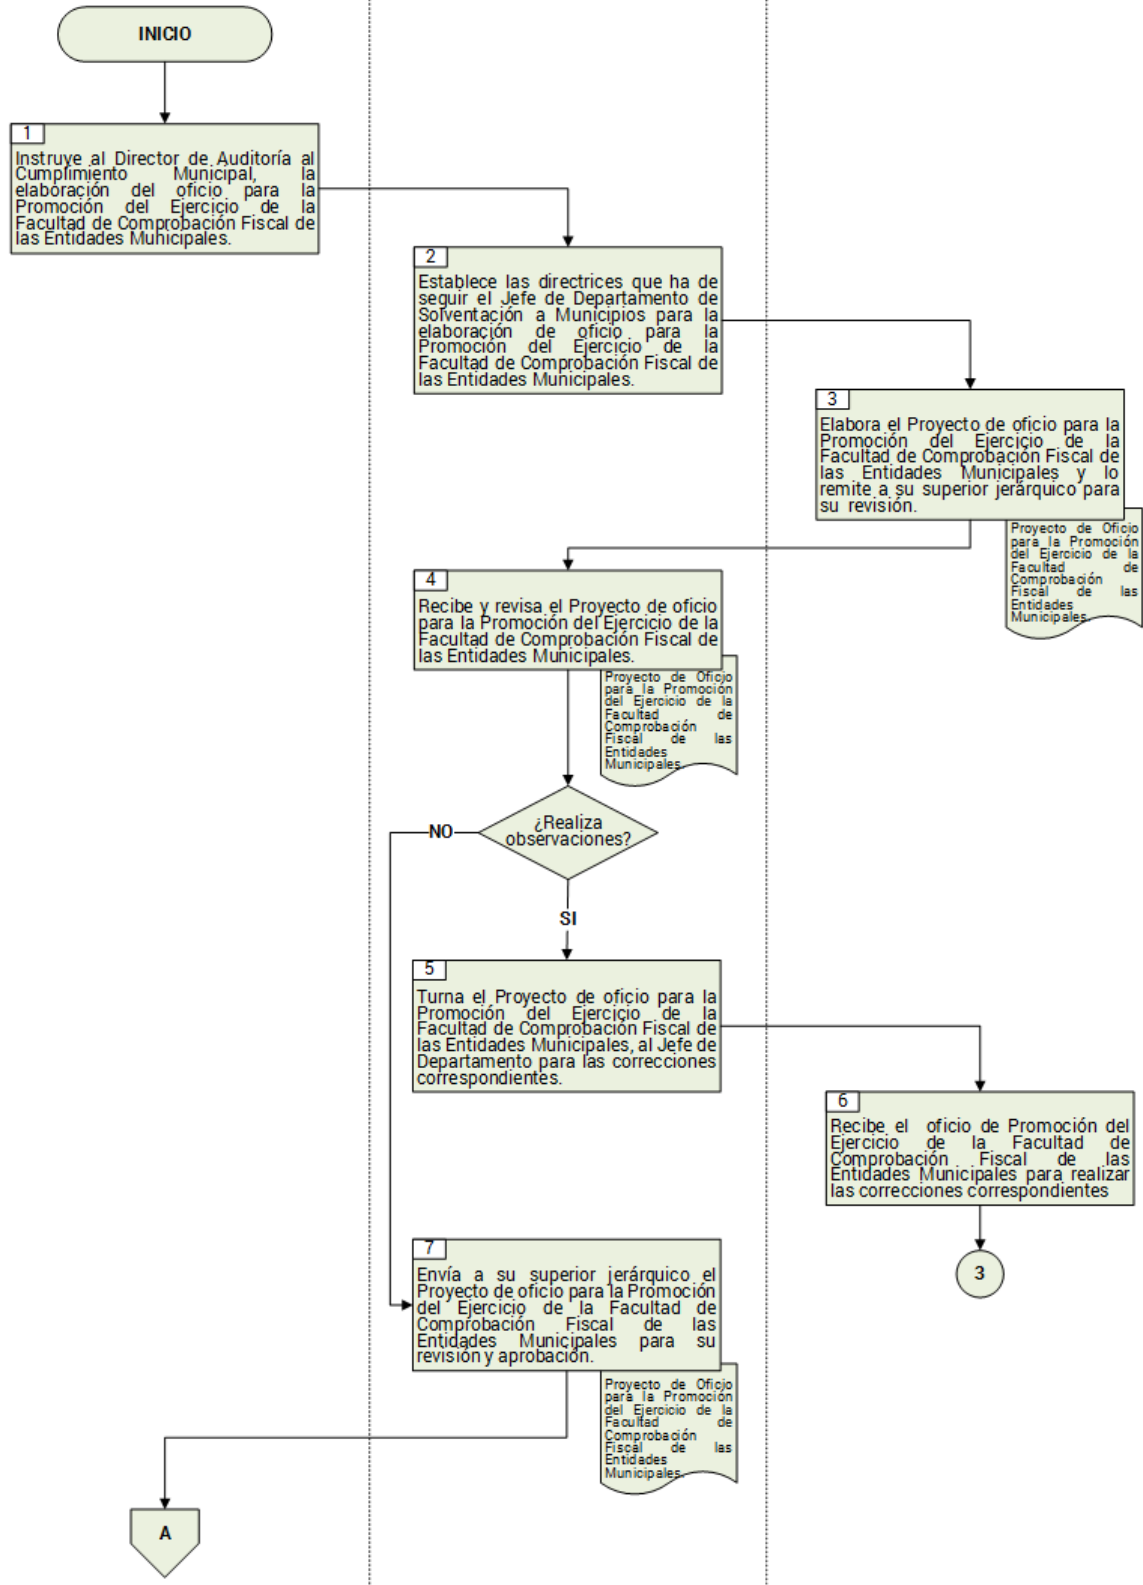 INICIO
1
Instruye al Director de Auditoría al
Cumplimiento Municipal, la
elaboración del oficio para la
Promoción del Ejercicio de la
Facultad de Comprobación Fiscal de
las Entidades Municipales.
2
Establece las directrices que ha de
seguir el Jefe de Departamento de
Solventación a Municipios para la
elaboración de oficio para la
Promoción del Ejercicio de la
Facultad de Comprobación Fiscal de
las Entidades Municipales.
3
Elabora el Proyecto de oficio para la
Promoción del Ejercicio de la
Facultad de Comprobación Fiscal de
las Entidades Municipales y lo
remite a su superior jerárquico para
su revisión.
Proyecto de Oficio
para la Promoción
del Ejercicio de la
Facultad de
Comprobación
Fiscal de las
Entidades
Municipales.
4
Recibe y revisa el Proyecto de oficio
para la Promoción del Ejercicio de la
Facultad de Comprobación Fiscal de
las Entidades Municipales.
Proyecto de Oficio
para la Promoción
del Ejercicio de la
Facultad de
Comprobación
Fiscal de las
Entidades
Municipales.
¿Realiza
observaciones?
NO
SI
5
Turna el Proyecto de oficio para la
Promoción del Ejercicio de la
Facultad de Comprobación Fiscal de
las Entidades Municipales, al Jefe de
Departamento para las correcciones
correspondientes.
6
Recibe el oficio de Promoción del
Ejercicio de la Facultad de
Comprobación Fiscal de las
Entidades Municipales para realizar
las correcciones correspondientes
3
7
Envía a su superior jerárquico el
Proyecto de oficio para la Promoción
del Ejercicio de la Facultad de
Comprobación Fiscal de las
Entidades Municipales para su
revisión y aprobación.
Proyecto de Oficio
para la Promoción
del Ejercicio de la
Facultad de
Comprobación
Fiscal de las
Entidades
Municipales.
A